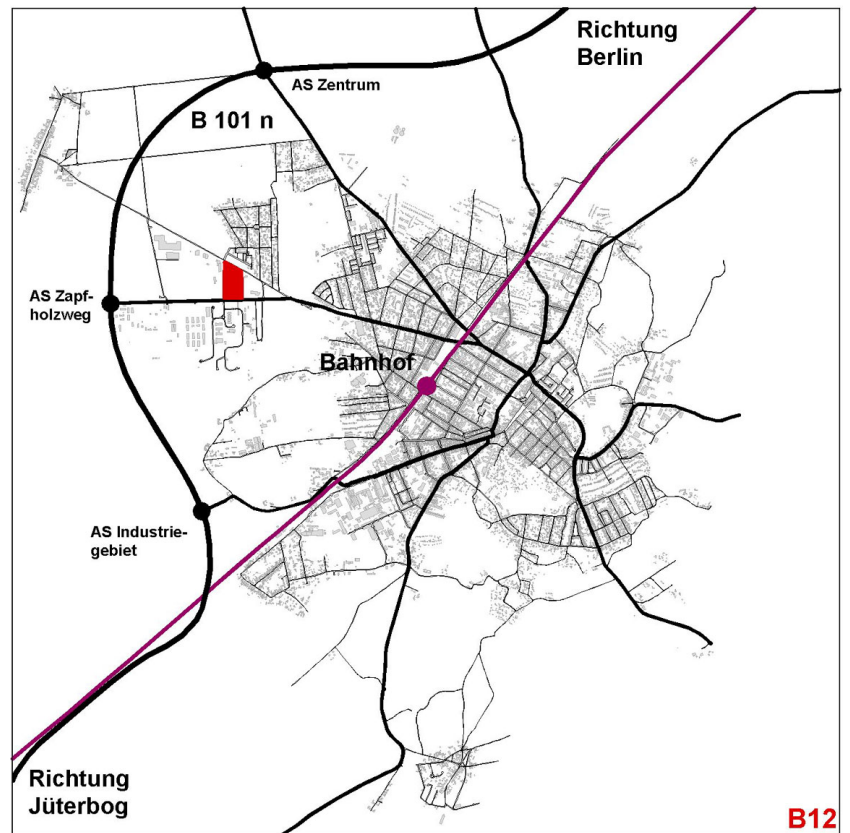 Richtung
Berlin
AS Zentrum
B 101 n
AS Zapf-
holzweg
Bahnhof
AS Industrie-
gebiet
Richtung
Jüterbog
B12